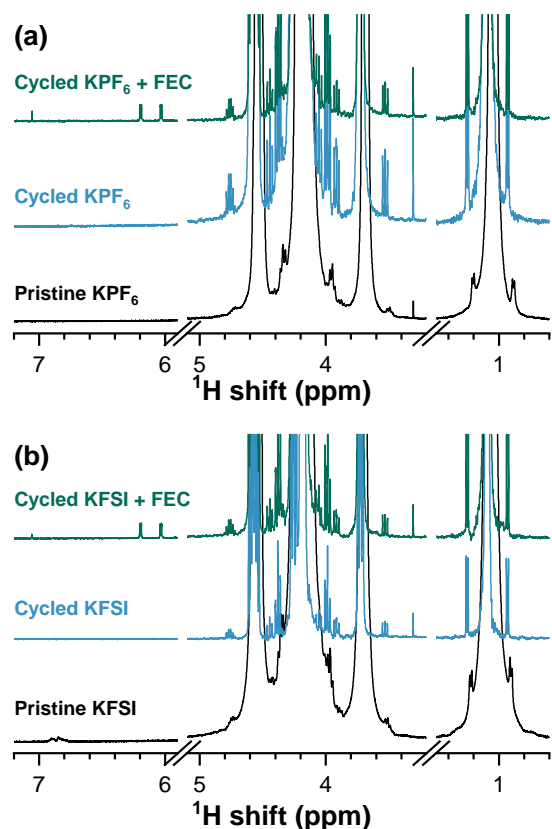 (a)
Cycled KPF₆ + FEC
Cycled KPF₆
Pristine KPF₆
7 6 5 4 1
¹H shift (ppm)
(b)
Cycled KFSI + FEC
Cycled KFSI
Pristine KFSI
7 6 5 4 1
¹H shift (ppm)